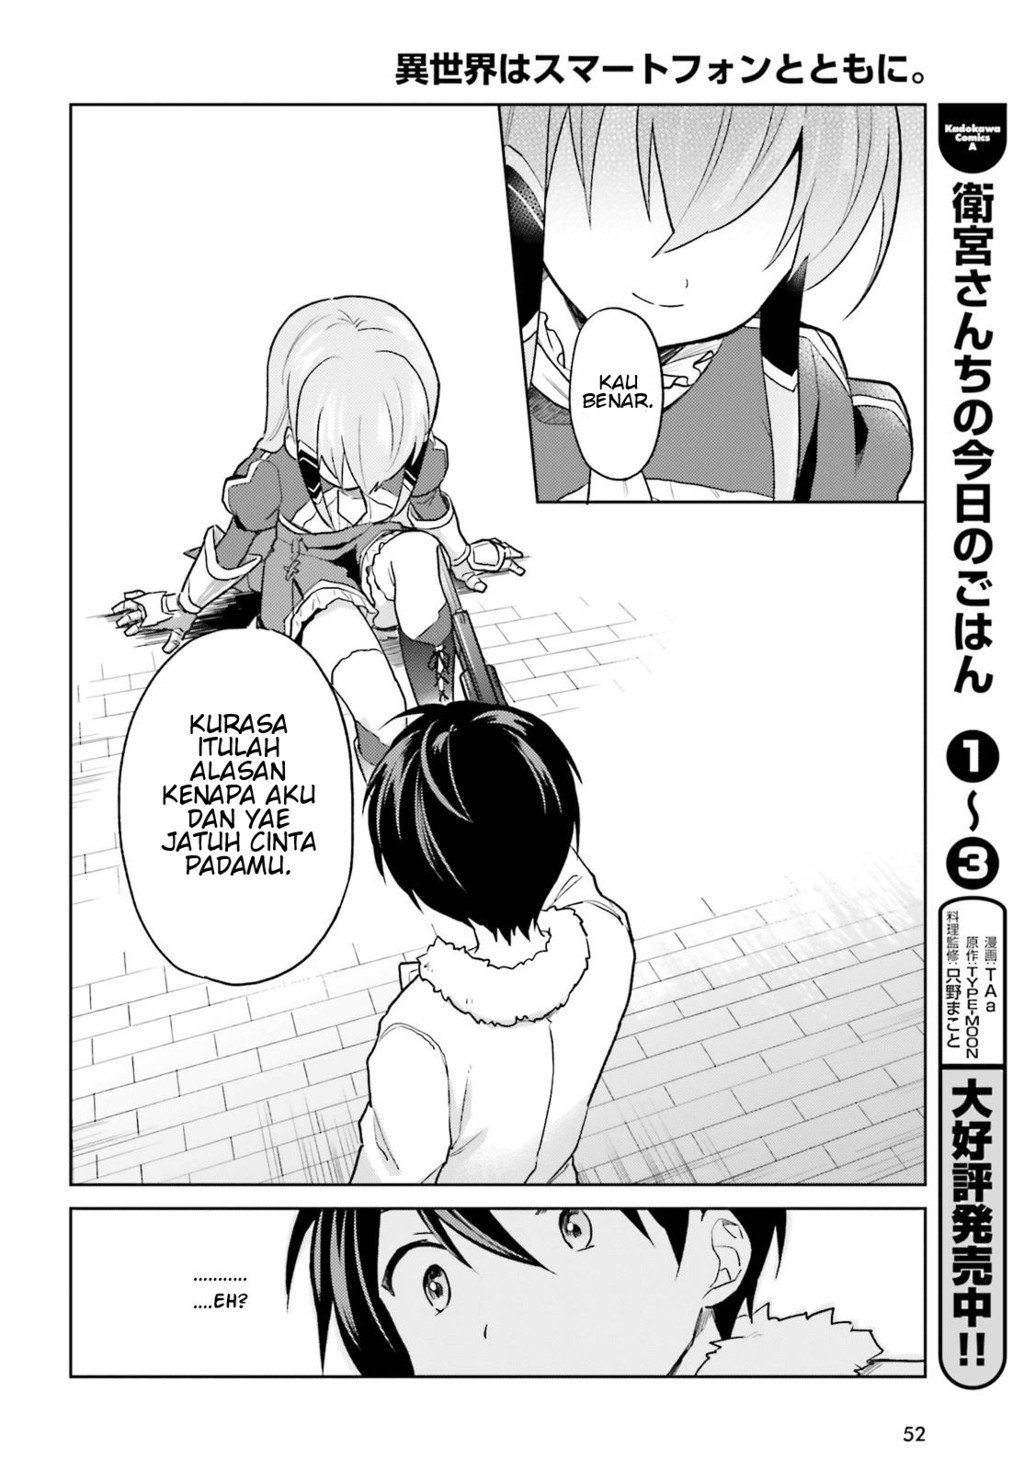 異世界はスマートフォンとともに。
KAU
BENAR.
KURASA
ITULAH
ALASAN
KENAPA AKU
DAN YAE
JATUH CINTA
PADAMU.
...........
....EH?
Kadokawa
Comics
A
衛宮さんちの今日のごはん 1～3
漫画:TAa
原作:TYPE-MOON
料理監修:只野まこと
大好評発売中!!
52